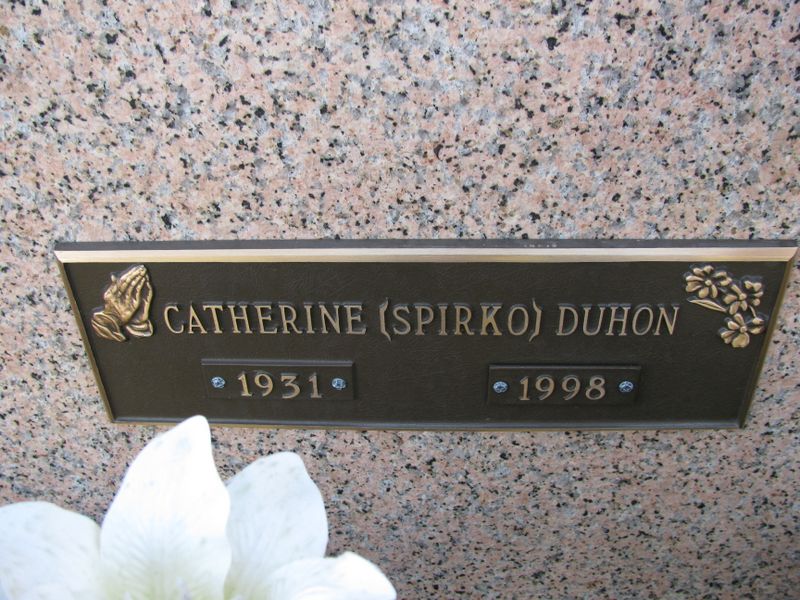 CATHERINE (SPIRKO) DUHON
1931 1998